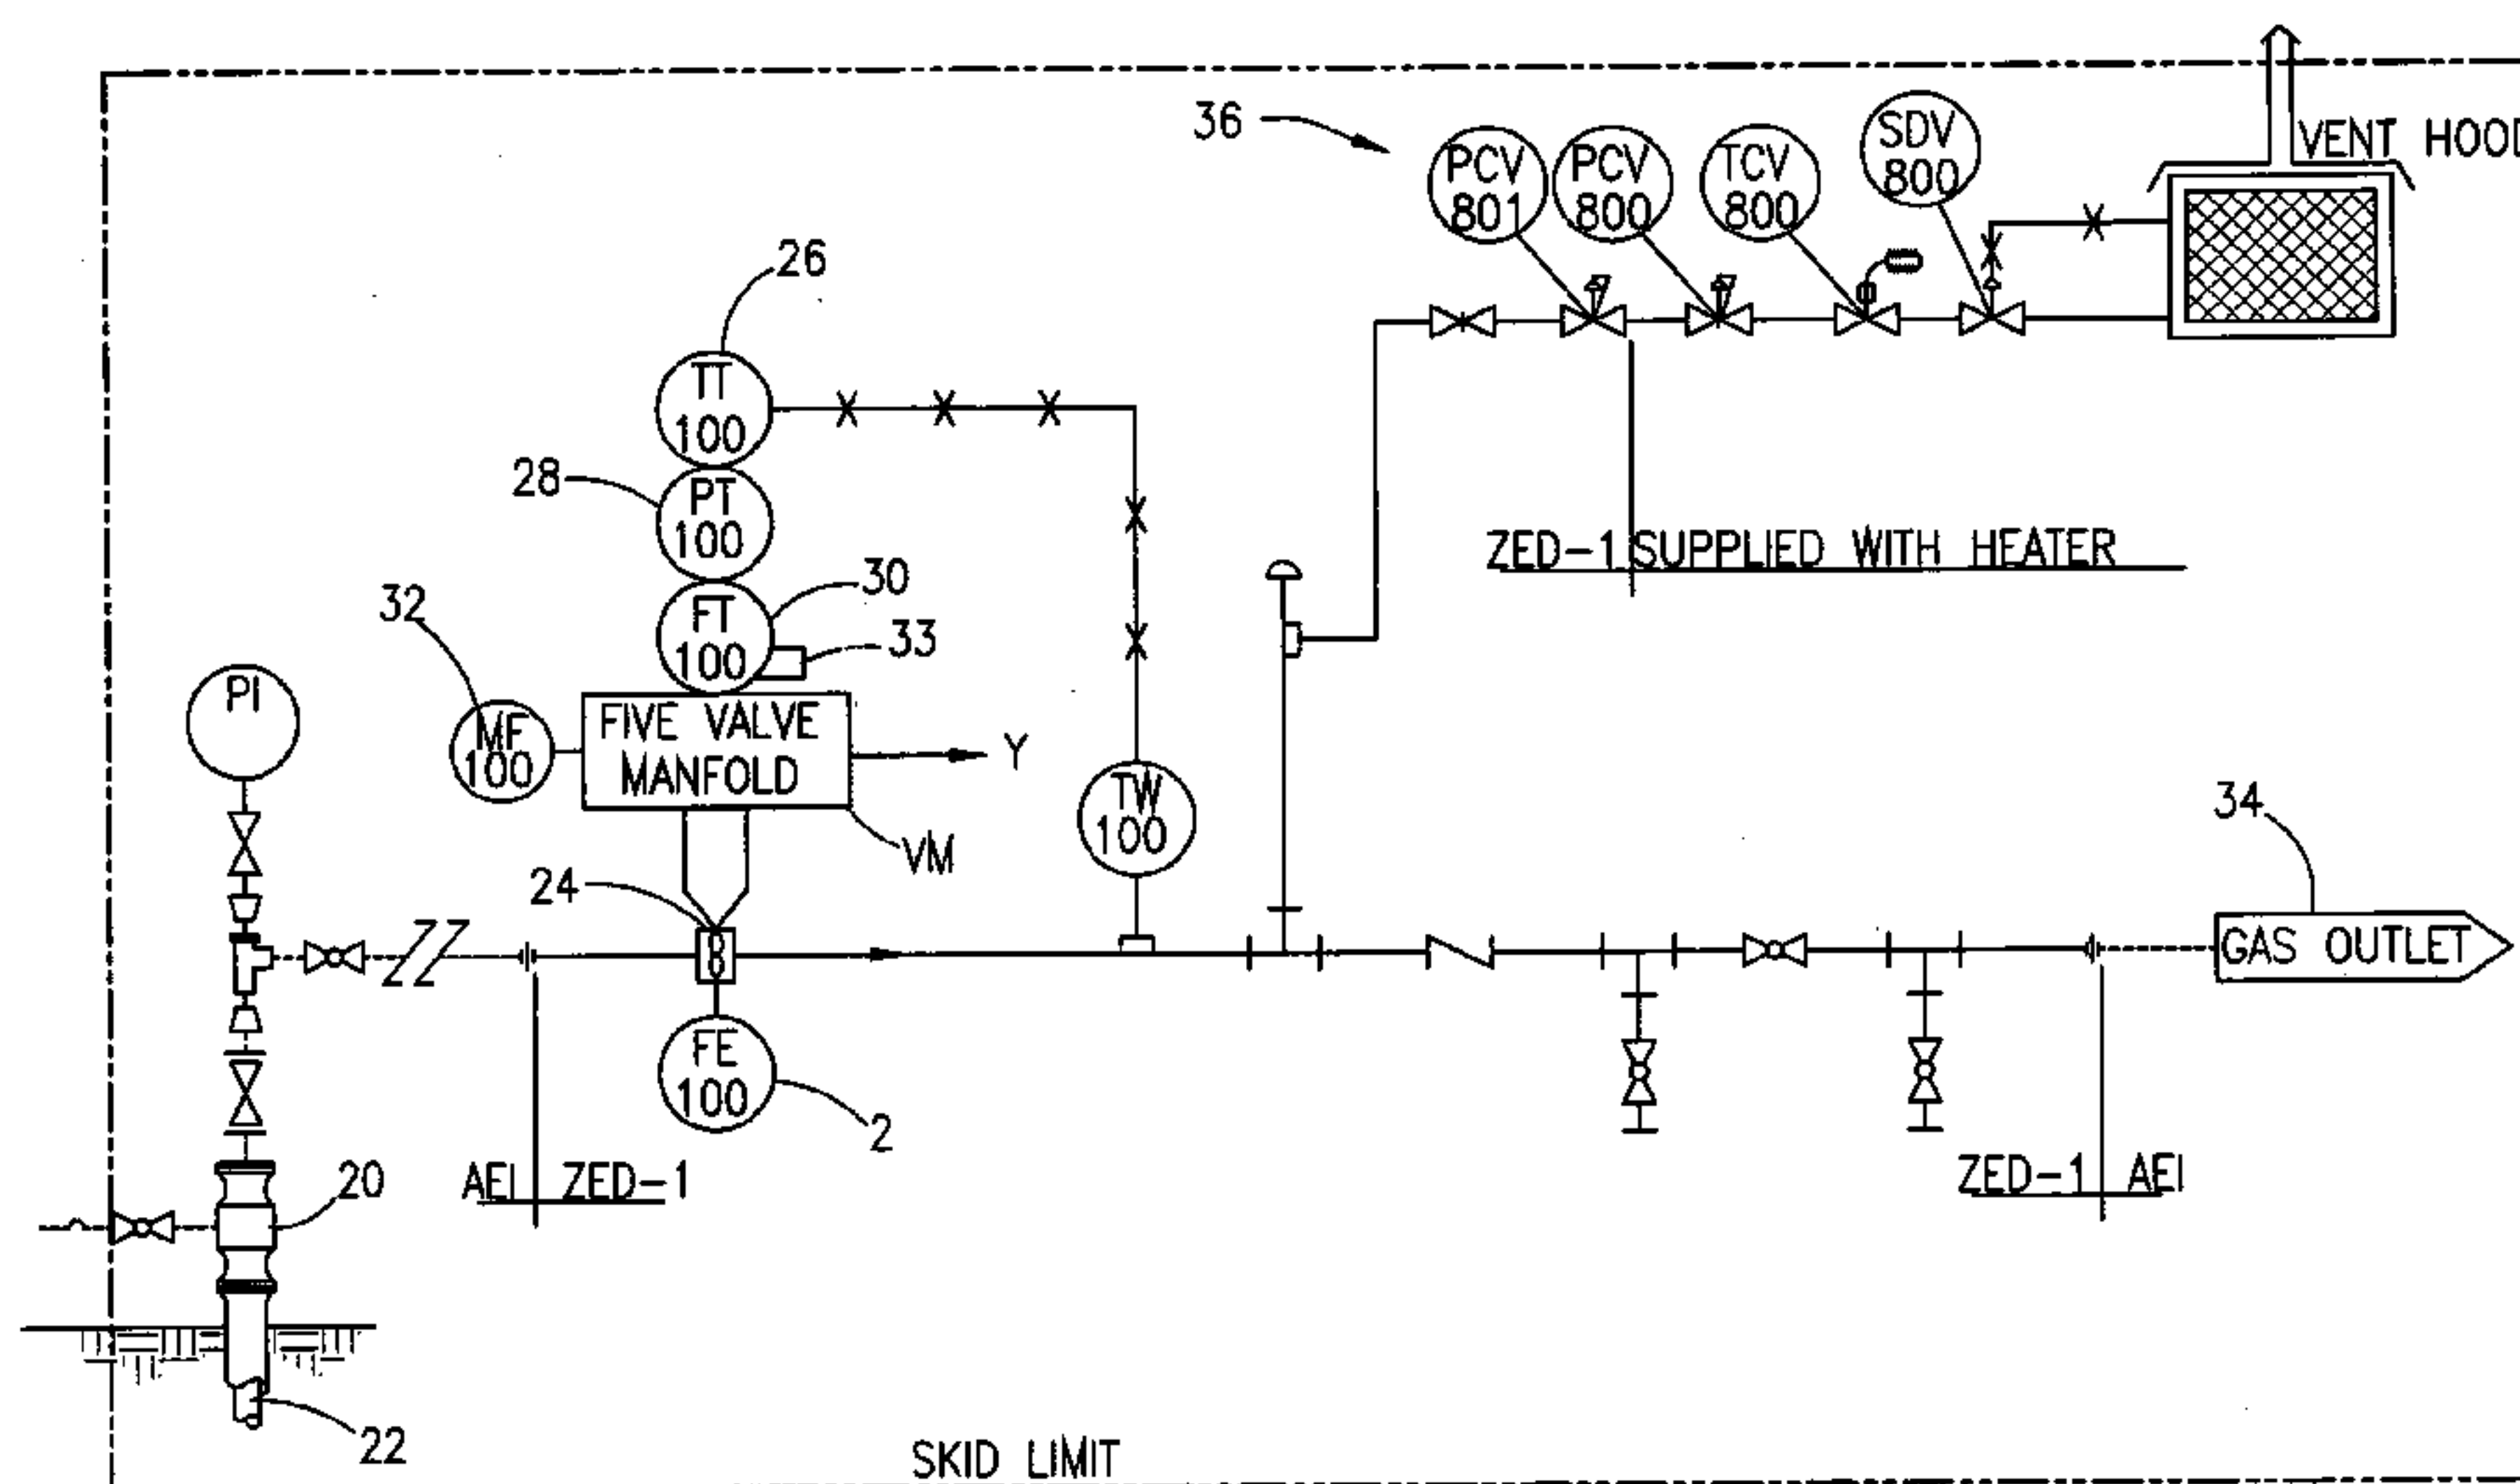 36
PCV
801
PCV
800
TCV
800
SDV
800
VENT HOOD
26
TT
100
28
PT
100
30
FT
100
33
ZED-1 SUPPLIED WITH HEATER
32
MF
100
PI
FIVE VALVE
MANFOLD
Y
TW
100
VM
24
34
GAS OUTLET
FE
100
2
AEI ZED-1
ZED-1 AEI
20
22
SKID LIMIT